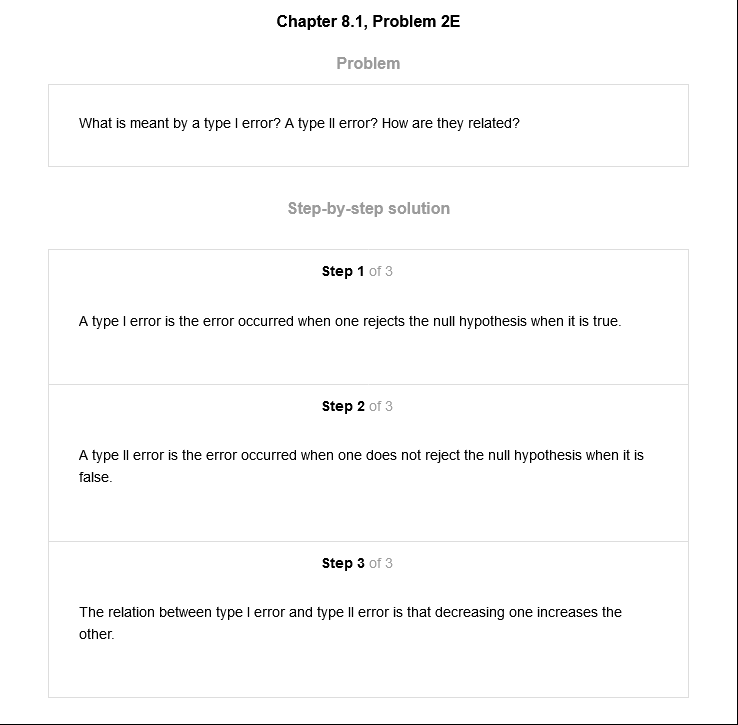 Chapter 8.1, Problem 2E
Problem
What is meant by a type I error? A type II error? How are they related?
Step-by-step solution
Step 1 of 3
A type I error is the error occurred when one rejects the null hypothesis when it is true.
Step 2 of 3
A type II error is the error occurred when one does not reject the null hypothesis when it is
false.
Step 3 of 3
The relation between type I error and type II error is that decreasing one increases the
other.